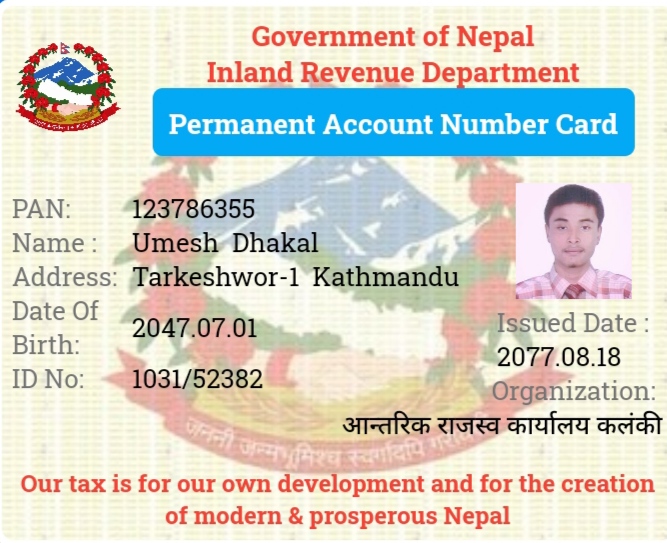 Government of Nepal
Inland Revenue Department
Permanent Account Number Card
PAN: 123786355
Name : Umesh Dhakal
Address: Tarkeshwor-1 Kathmandu
Date Of Birth: 2047.07.01
ID No: 1031/52382
Issued Date :
2077.08.18
Organization:
आन्तरिक राजस्व कार्यालय कलंकी
जननी जन्मभूमिश्च स्वर्गादपि
Our tax is for our own development and for the creation
of modern & prosperous Nepal